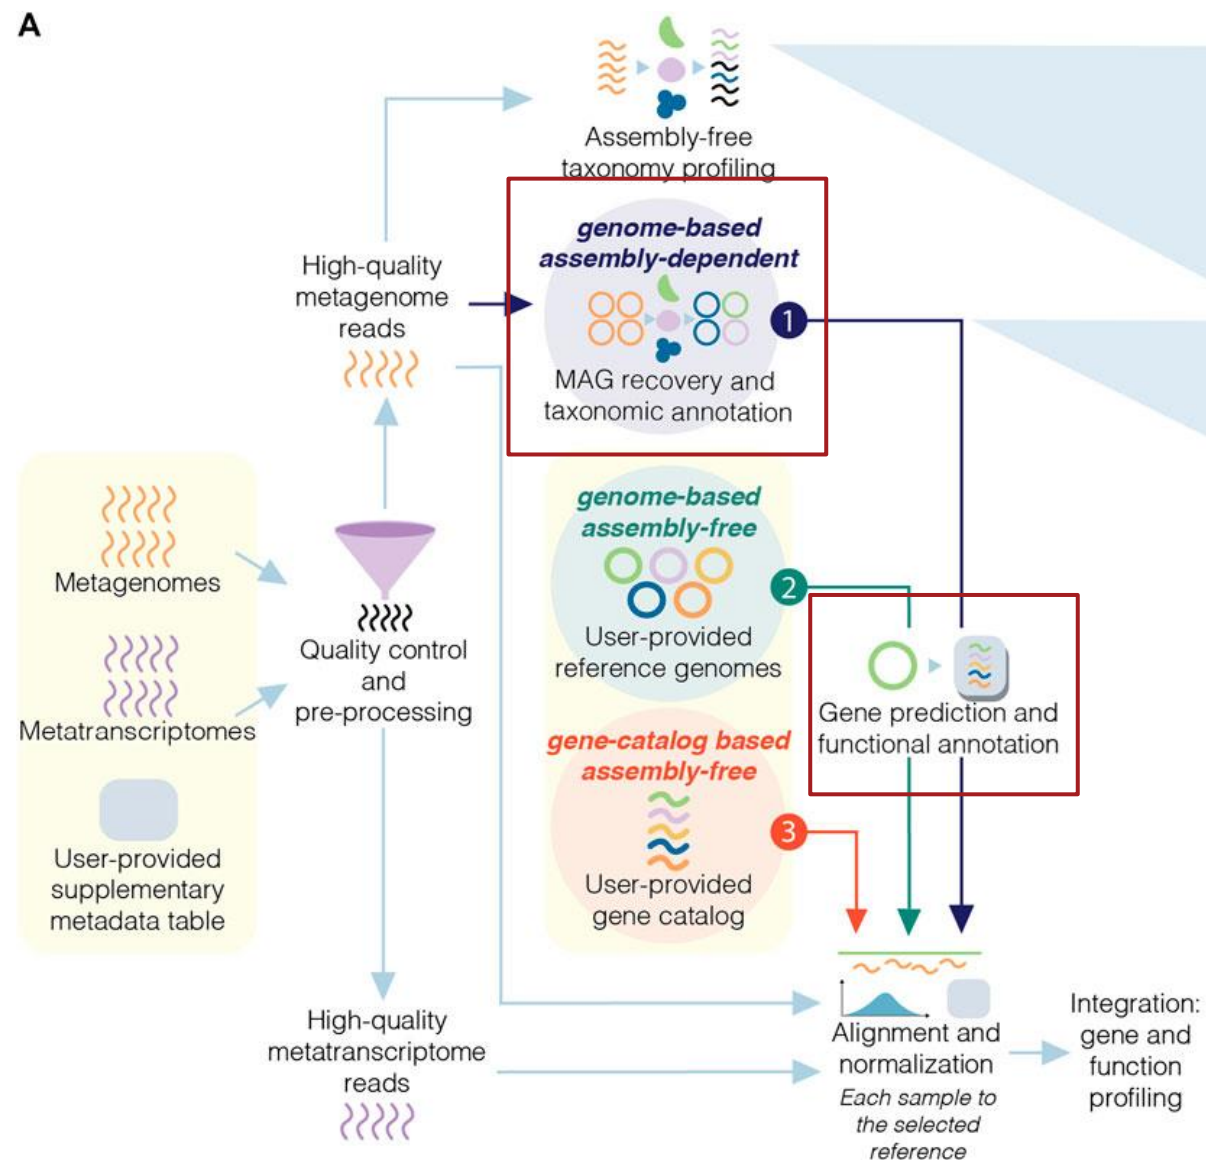 A
Assembly-free
taxonomy profiling
genome-based
assembly-dependent
1
MAG recovery and
taxonomic annotation
High-quality
metagenome
reads
genome-based
assembly-free
2
User-provided
reference genomes
Metagenomes
Metatranscriptomes
User-provided
supplementary
metadata table
Quality control
and
pre-processing
Gene prediction and
functional annotation
gene-catalog based
assembly-free
3
User-provided
gene catalog
High-quality
metatranscriptome
reads
Alignment and
normalization
Each sample to
the selected
reference
Integration:
gene and
function
profiling